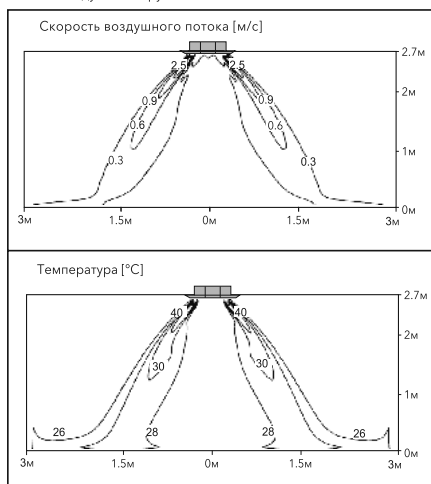 Скорость воздушного потока [м/с]
2.7м
2.5 2.5
2м
0.9 0.9
0.6 0.6
0.3 0.3
1м
0м
3м 1.5м 0м 1.5м 3м
Температура [°C]
2.7м
40 40
2м
30 30
1м
26 28 28 26
0м
3м 1.5м 0м 1.5м 3м